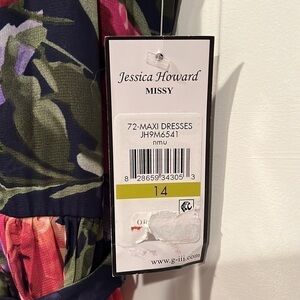 Jessica Howard
MISSY
72-MAXI DRESSES
JH9M6541
nmu
8 28659 34305 3
14
www.g-iii.com